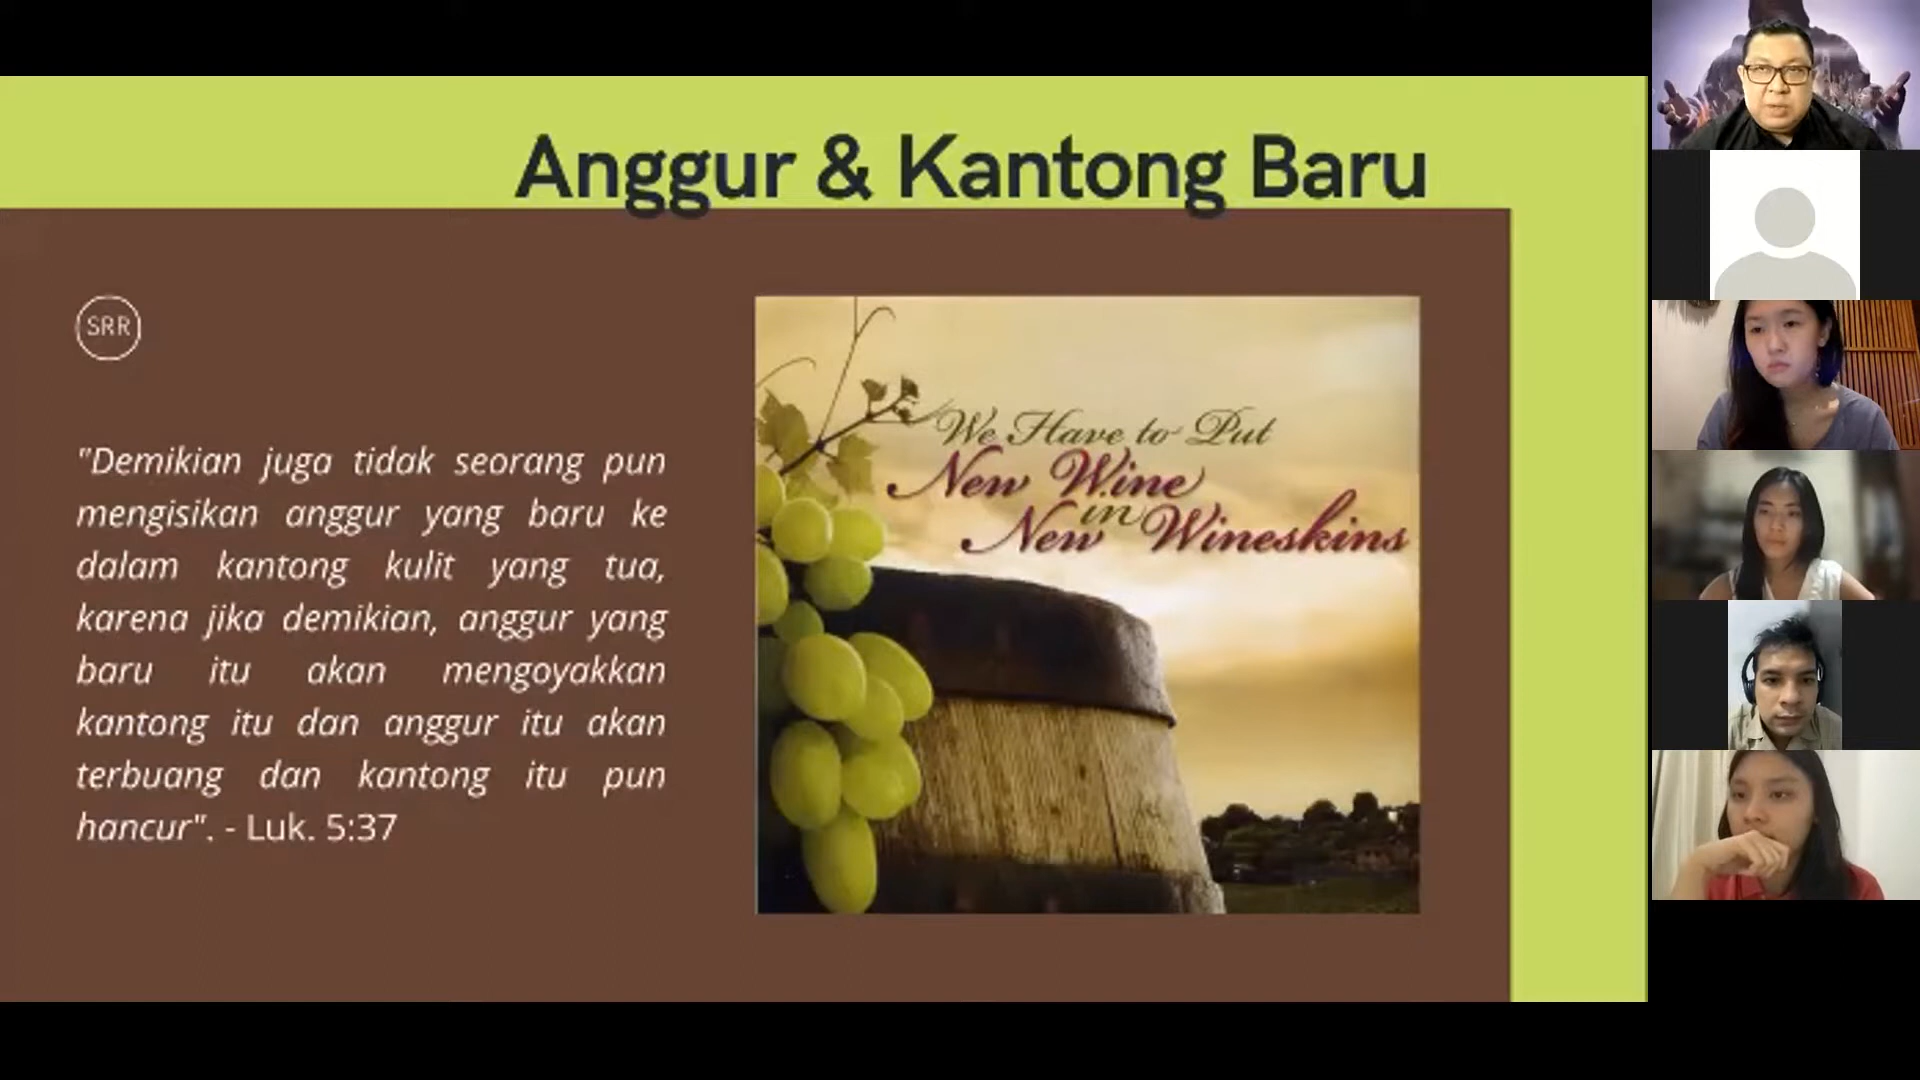 Anggur & Kantong Baru
SRR
"Demikian juga tidak seorang pun
mengisikan anggur yang baru ke
dalam kantong kulit yang tua,
karena jika demikian, anggur yang
baru itu akan mengoyakkan
kantong itu dan anggur itu akan
terbuang dan kantong itu pun
hancur". - Luk. 5:37
We Have to Put
New Wine
in
New Wineskins